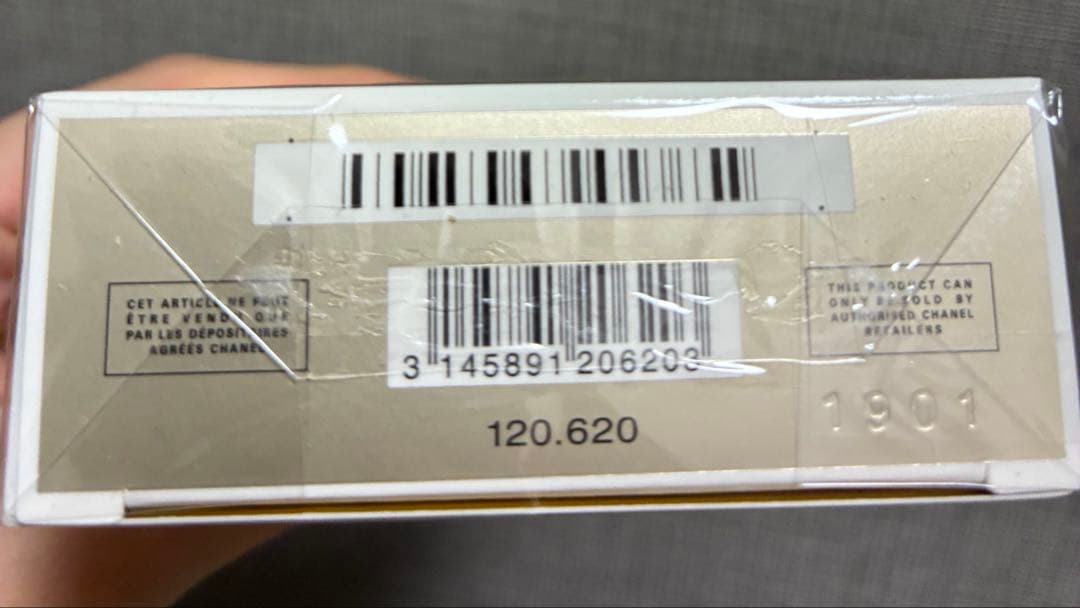 CET ARTICLE NE PEUT
ÊTRE VENDU QUE
PAR LES DÉPOSITAIRES
AGRÉÉS CHANEL
THIS PRODUCT CAN
ONLY BE SOLD BY
AUTHORISED CHANEL
RETAILERS
3 145891 206203
120.620
1901